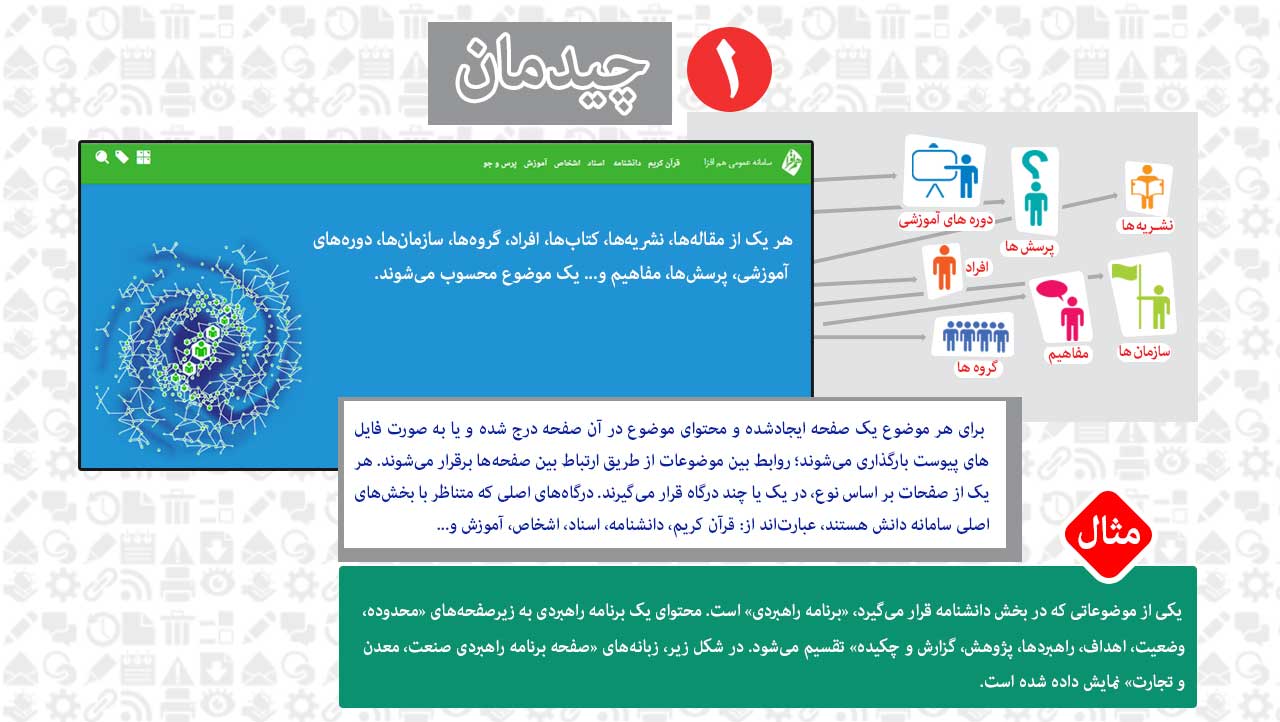 ۱
چیدمان
سامانه عمومی هم افزا
قرآن کریم دانشنامه اسناد اشخاص آموزش پرس و جو
هر یک از مقاله‌ها، نشریه‌ها، کتاب‌ها، افراد، گروه‌ها، سازمان‌ها، دوره‌های
آموزشی، پرسش‌ها، مفاهیم و... یک موضوع محسوب می‌شوند.
نشریه‌ها
پرسش ها
دوره های آموزشی
افراد
سازمان ها
مفاهیم
گروه ها
برای هر موضوع یک صفحه ایجادشده و محتوای موضوع در آن صفحه درج شده و یا به صورت فایل
های پیوست بارگذاری می‌شوند؛ روابط بین موضوعات از طریق ارتباط بین صفحه‌ها برقرار می‌شوند. هر
یک از صفحات بر اساس نوع، در یک یا چند درگاه قرار می‌گیرند. درگاه‌های اصلی که متناظر با بخش‌های
اصلی سامانه دانش هستند، عبارت‌اند از: قرآن کریم، دانشنامه، اسناد، اشخاص، آموزش و...
مثال
یکی از موضوعاتی که در بخش دانشنامه قرار می‌گیرد، «برنامه راهبردی» است. محتوای یک برنامه راهبردی به زیرصفحه‌های «محدوده،
وضعیت، اهداف، راهبردها، پژوهش، گزارش و چکیده» تقسیم می‌شود. در شکل زیر، زبانه‌های «صفحه برنامه راهبردی صنعت، معدن
و تجارت» نمایش داده شده است.